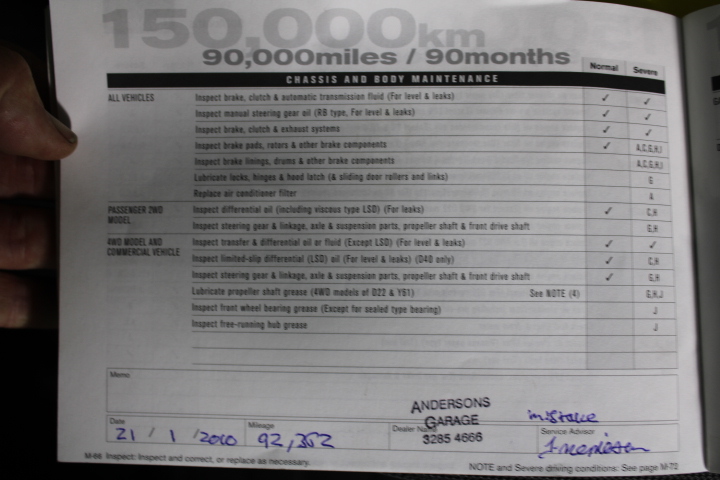 150,000km
90,000miles / 90months
Normal Severe
CHASSIS AND BODY MAINTENANCE
ALL VEHICLES Inspect brake, clutch & automatic transmission fluid (For level & leaks) ✓ ✓
Inspect manual steering gear oil (RB type, For level & leaks) ✓ ✓
Inspect brake, clutch & exhaust systems ✓ ✓
Inspect brake pads, rotors & other brake components ✓ A,C,G,H,I
Inspect brake linings, drums & other brake components A,C,G,H,I
Lubricate locks, hinges & hood latch (& sliding door rollers and links) G
Replace air conditioner filter A
PASSENGER 2WD MODEL Inspect differential oil (including viscous type LSD) (For leaks) ✓ C,H
Inspect steering gear & linkage, axle & suspension parts, propeller shaft & front drive shaft G,H
4WD MODEL AND COMMERCIAL VEHICLE Inspect transfer & differential oil or fluid (Except LSD) (For level & leaks) ✓ ✓
Inspect limited-slip differential (LSD) oil (For level & leaks) (D40 only) ✓ C,H
Inspect steering gear & linkage, axle & suspension parts, propeller shaft & front drive shaft ✓ G,H
Lubricate propeller shaft grease (4WD models of D22 & Y61) See NOTE (4) G,H,J
Inspect front wheel bearing grease (Except for sealed type bearing) J
Inspect free-running hub grease J
Memo
ANDERSONS
GARAGE
3285 4666
mistake
Date
21 / 1 /2010
Mileage
92,352
Dealer Name
Service Advisor
M-66 Inspect: Inspect and correct, or replace as necessary.
NOTE and Severe driving conditions: See page M-72